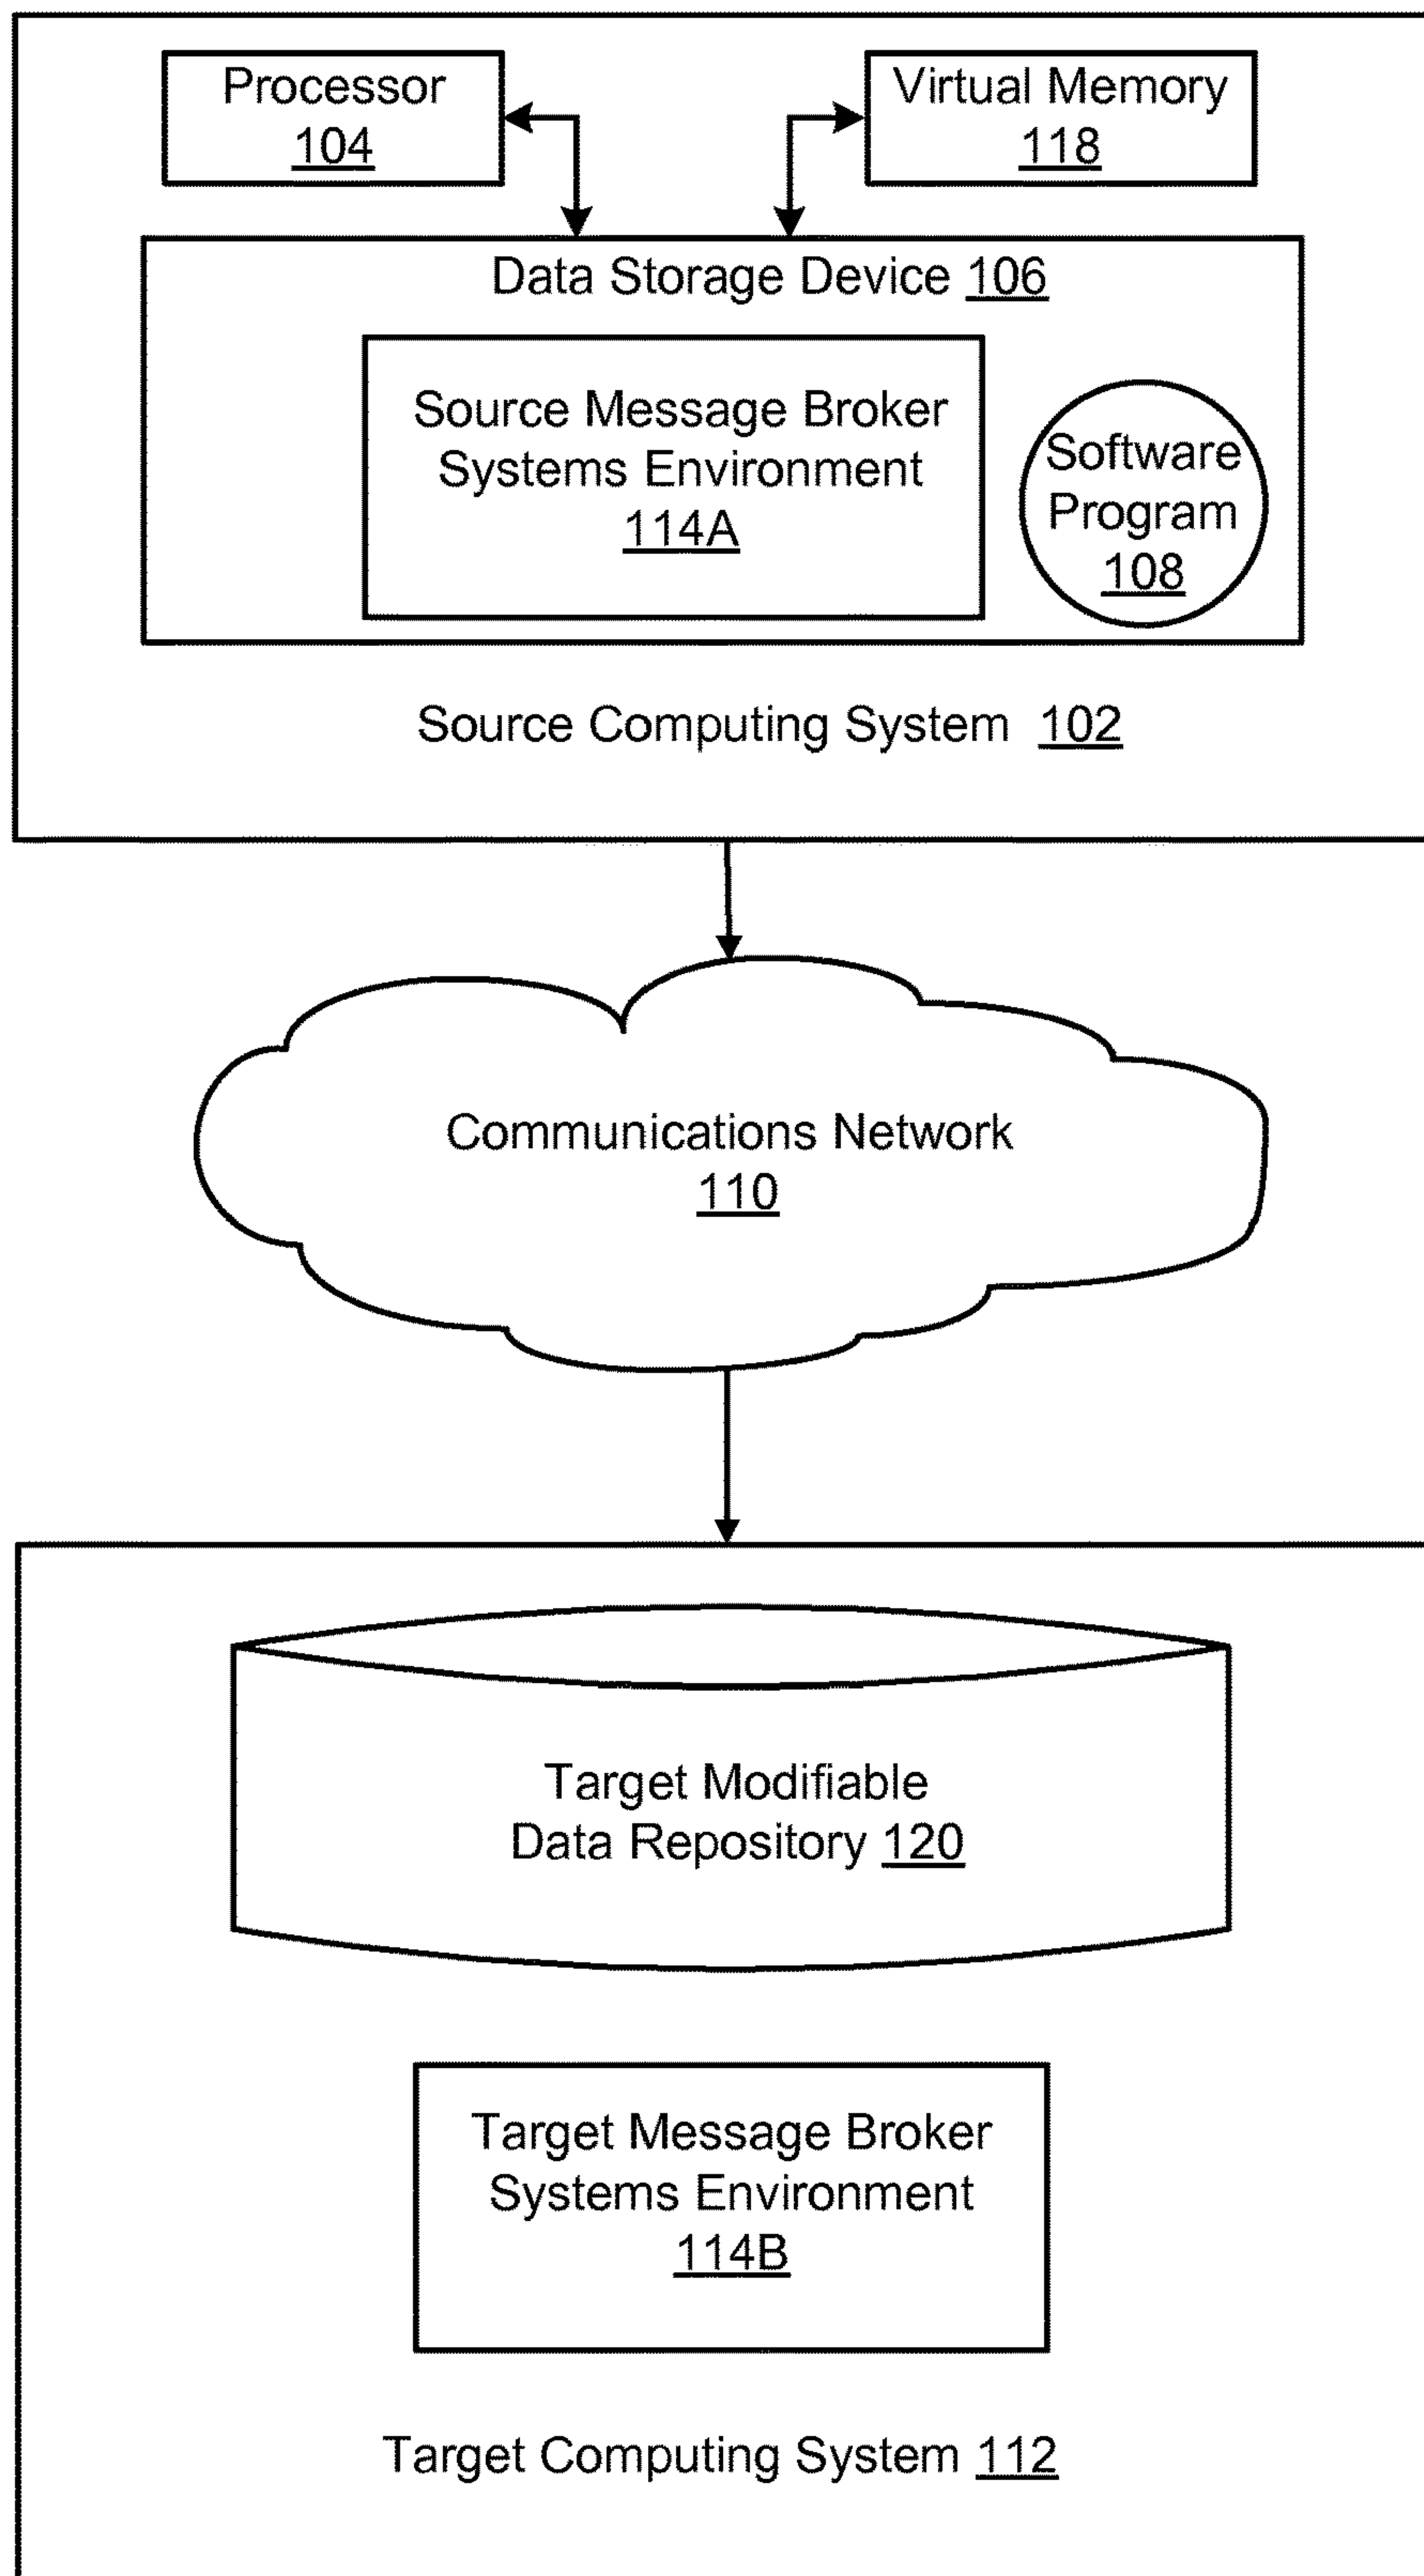 Processor
104
Virtual Memory
118
Data Storage Device 106
Source Message Broker
Systems Environment
114A
Software
Program
108
Source Computing System 102
Communications Network
110
Target Modifiable
Data Repository 120
Target Message Broker
Systems Environment
114B
Target Computing System 112